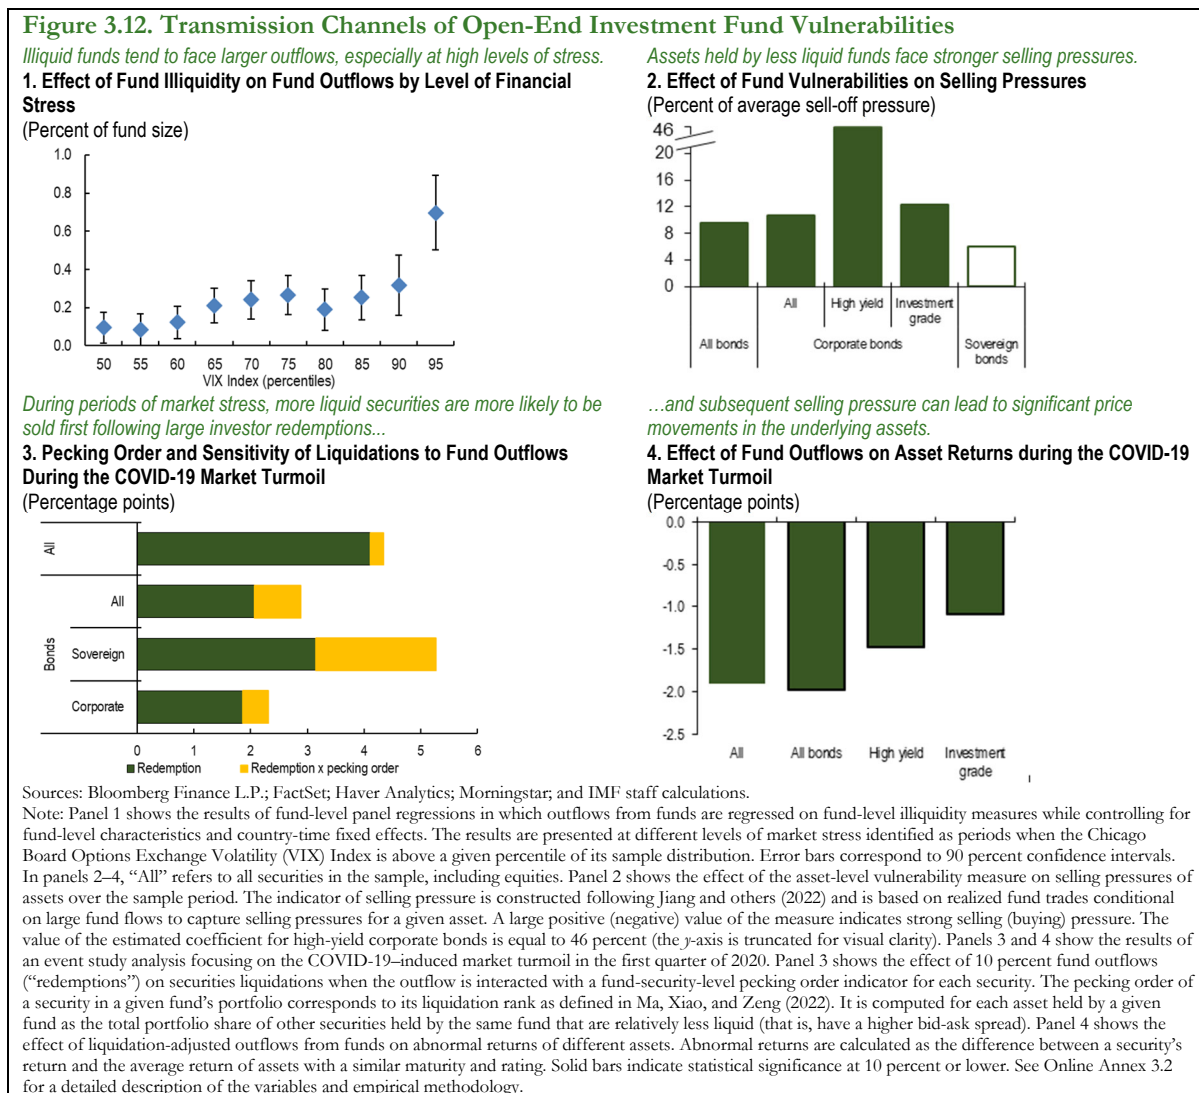 Figure 3.12. Transmission Channels of Open-End Investment Fund Vulnerabilities
Illiquid funds tend to face larger outflows, especially at high levels of stress.
1. Effect of Fund Illiquidity on Fund Outflows by Level of Financial
Stress
(Percent of fund size)
1.0
0.8
0.6
0.4
0.2
0.0
50 55 60 65 70 75 80 85 90 95
VIX Index (percentiles)
Assets held by less liquid funds face stronger selling pressures.
2. Effect of Fund Vulnerabilities on Selling Pressures
(Percent of average sell-off pressure)
46
20
16
12
8
4
0
All High yield Investment
grade
All bonds Corporate bonds Sovereign
bonds
During periods of market stress, more liquid securities are more likely to be
sold first following large investor redemptions...
3. Pecking Order and Sensitivity of Liquidations to Fund Outflows
During the COVID-19 Market Turmoil
(Percentage points)
All
Bonds
All
Sovereign
Corporate
0 1 2 3 4 5 6
Redemption Redemption x pecking order
…and subsequent selling pressure can lead to significant price
movements in the underlying assets.
4. Effect of Fund Outflows on Asset Returns during the COVID-19
Market Turmoil
(Percentage points)
0.0
-0.5
-1.0
-1.5
-2.0
-2.5
All All bonds High yield Investment
grade
Sources: Bloomberg Finance L.P.; FactSet; Haver Analytics; Morningstar; and IMF staff calculations.
Note: Panel 1 shows the results of fund-level panel regressions in which outflows from funds are regressed on fund-level illiquidity measures while controlling for
fund-level characteristics and country-time fixed effects. The results are presented at different levels of market stress identified as periods when the Chicago
Board Options Exchange Volatility (VIX) Index is above a given percentile of its sample distribution. Error bars correspond to 90 percent confidence intervals.
In panels 2–4, “All” refers to all securities in the sample, including equities. Panel 2 shows the effect of the asset-level vulnerability measure on selling pressures of
assets over the sample period. The indicator of selling pressure is constructed following Jiang and others (2022) and is based on realized fund trades conditional
on large fund flows to capture selling pressures for a given asset. A large positive (negative) value of the measure indicates strong selling (buying) pressure. The
value of the estimated coefficient for high-yield corporate bonds is equal to 46 percent (the y-axis is truncated for visual clarity). Panels 3 and 4 show the results of
an event study analysis focusing on the COVID-19–induced market turmoil in the first quarter of 2020. Panel 3 shows the effect of 10 percent fund outflows
(“redemptions”) on securities liquidations when the outflow is interacted with a fund-security-level pecking order indicator for each security. The pecking order of
a security in a given fund’s portfolio corresponds to its liquidation rank as defined in Ma, Xiao, and Zeng (2022). It is computed for each asset held by a given
fund as the total portfolio share of other securities held by the same fund that are relatively less liquid (that is, have a higher bid-ask spread). Panel 4 shows the
effect of liquidation-adjusted outflows from funds on abnormal returns of different assets. Abnormal returns are calculated as the difference between a security’s
return and the average return of assets with a similar maturity and rating. Solid bars indicate statistical significance at 10 percent or lower. See Online Annex 3.2
for a detailed description of the variables and empirical methodology.